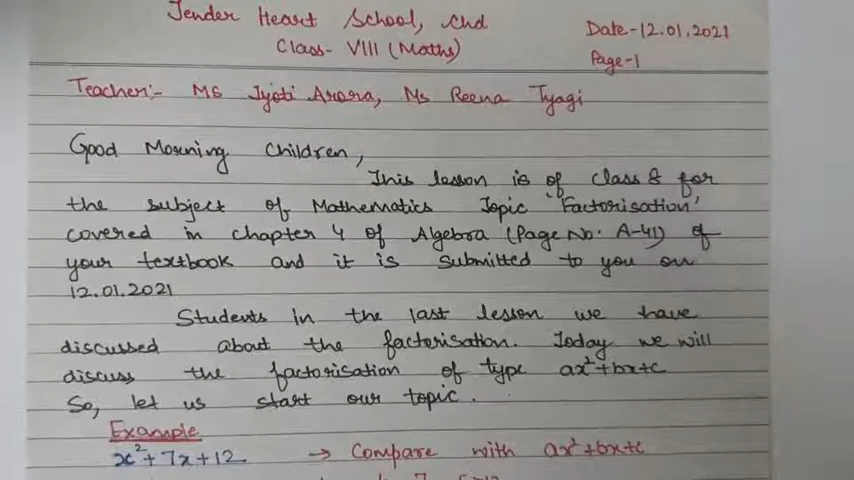 Tender Heart School, Chd
Date-12.01.2021
Class- VIII (Maths)
Page-1
Teacher:- Ms Jyoti Arora, Ms Reena Tyagi
Good Morning Children,
This lesson is of class 8 for
the subject of Mathematics Topic 'Factorisation'
covered in chapter 4 of Algebra (Page No. A-41) of
your textbook and it is submitted to you on
12.01.2021
Students in the last lesson we have
discussed about the factorisation. Today we will
discuss the factorisation of type ax²+bx+c
So, let us start our topic.
Example
x²+7x+12. → Compare with ax²+bx+c